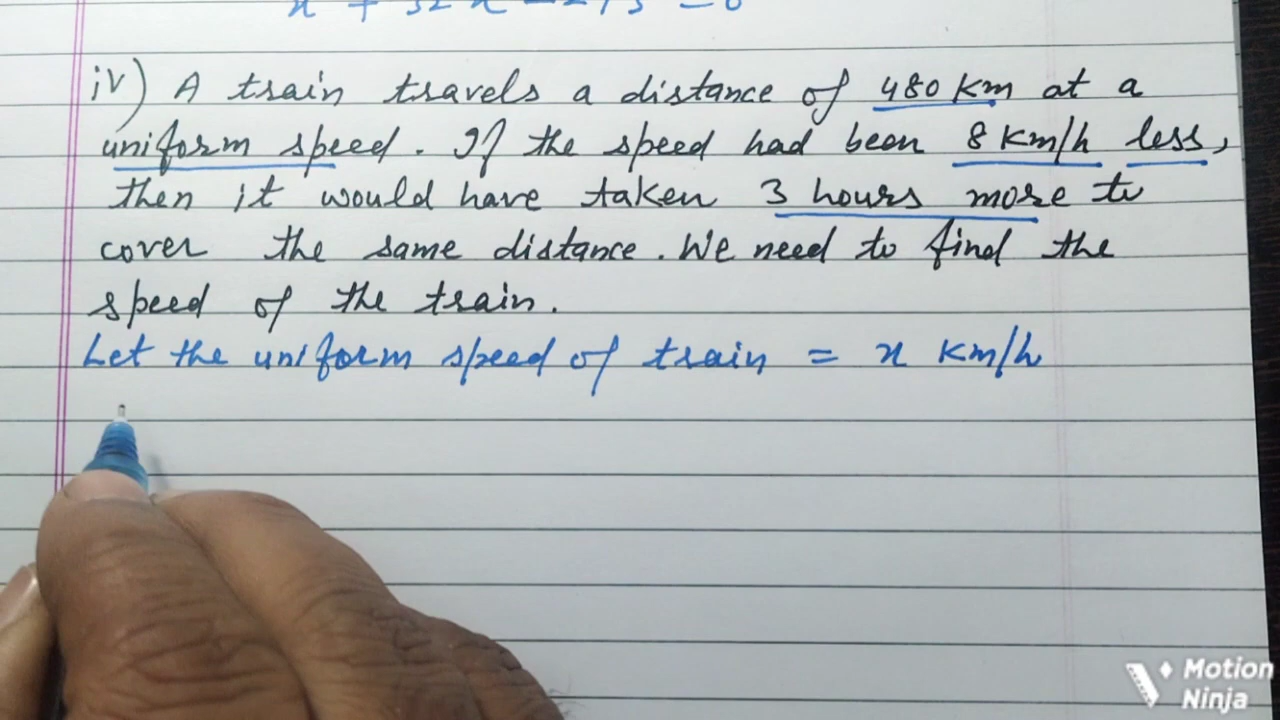 iv) A train travels a distance of 480 km at a
uniform speed. If the speed had been 8 km/h less,
then it would have taken 3 hours more to
cover the same distance. We need to find the
speed of the train.
Let the uniform speed of train = x km/h
Motion
Ninja